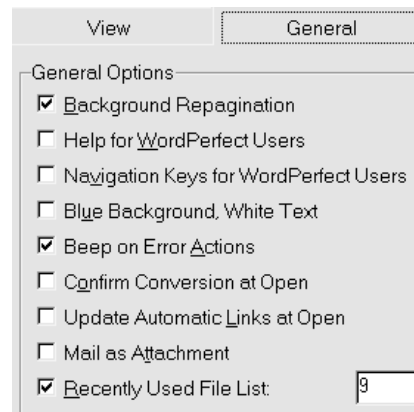 View General
General Options
Background Repagination
Help for WordPerfect Users
Navigation Keys for WordPerfect Users
Blue Background, White Text
Beep on Error Actions
Confirm Conversion at Open
Update Automatic Links at Open
Mail as Attachment
Recently Used File List: 9